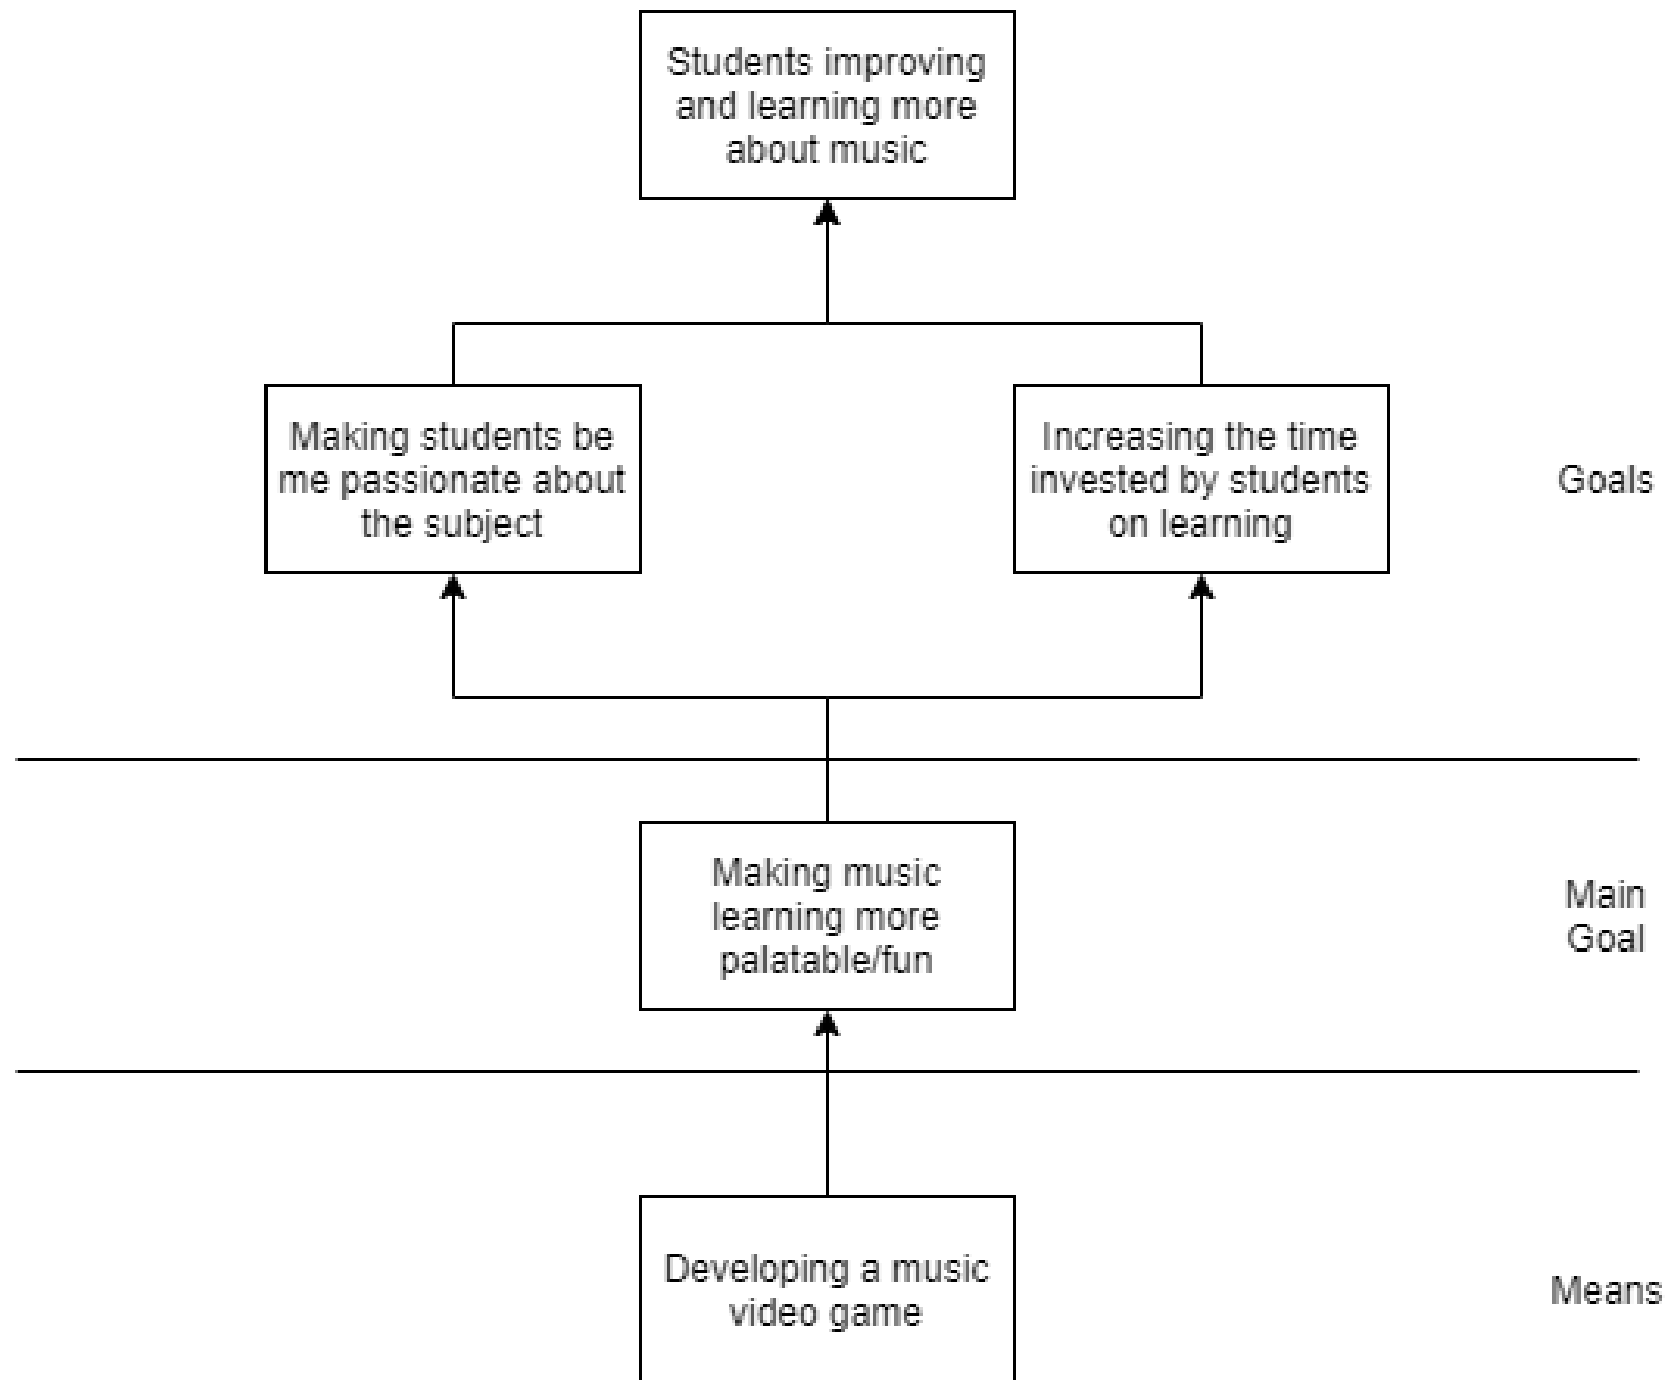 Students improving
and learning more
about music
Making students be
me passionate about
the subject
Increasing the time
invested by students
on learning
Goals
Making music
learning more
palatable/fun
Main
Goal
Developing a music
video game
Means